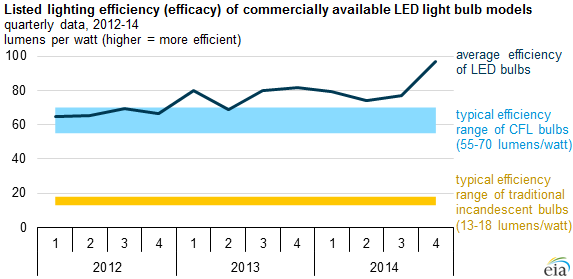 Listed lighting efficiency (efficacy) of commercially available LED light bulb models
quarterly data, 2012-14
lumens per watt (higher = more efficient)
100
80
60
40
20
0
average efficiency
of LED bulbs
typical efficiency
range of CFL bulbs
(55-70 lumens/watt)
typical efficiency
range of traditional
incandescent bulbs
(13-18 lumens/watt)
1 2 3 4 1 2 3 4 1 2 3 4
2012 2013 2014
eia